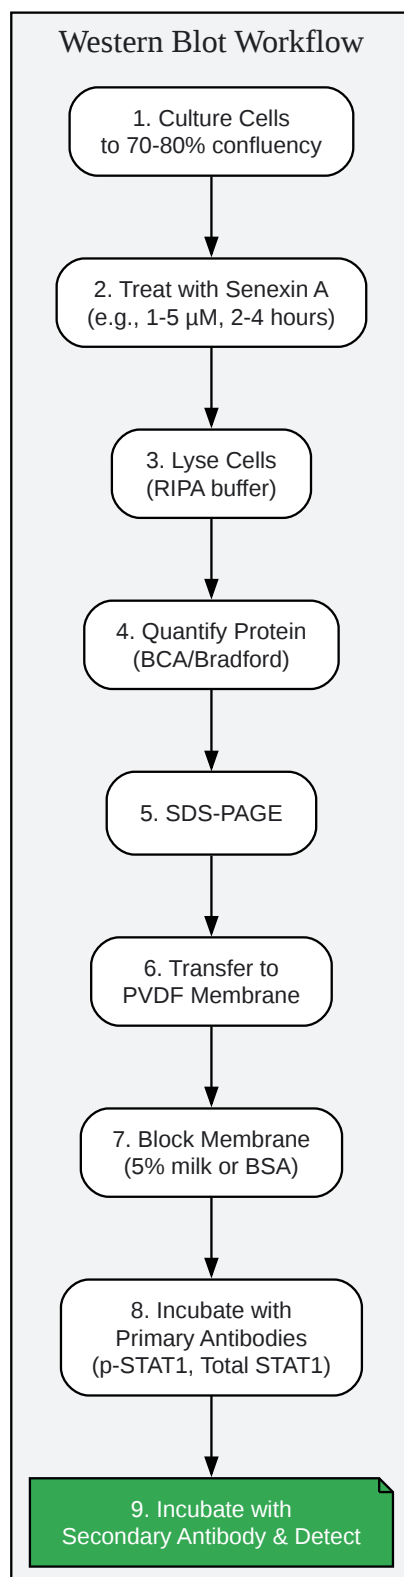 Western Blot Workflow
1. Culture Cells
to 70-80% confluency
2. Treat with Senexin A
(e.g., 1-5 µM, 2-4 hours)
3. Lyse Cells
(RIPA buffer)
4. Quantify Protein
(BCA/Bradford)
5. SDS-PAGE
6. Transfer to
PVDF Membrane
7. Block Membrane
(5% milk or BSA)
8. Incubate with
Primary Antibodies
(p-STAT1, Total STAT1)
9. Incubate with
Secondary Antibody & Detect